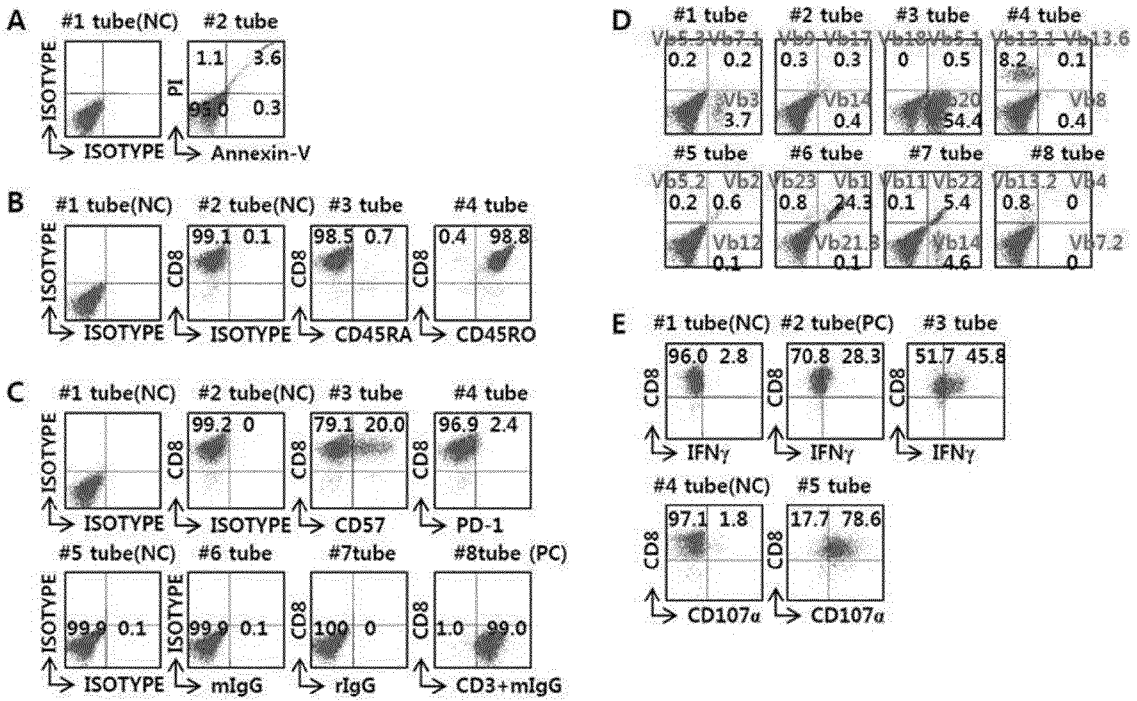 A
#1 tube(NC) #2 tube
ISOTYPE
ISOTYPE
PI
1.1 3.6
95.0 0.3
Annexin-V
B
#1 tube(NC) #2 tube(NC) #3 tube #4 tube
ISOTYPE
ISOTYPE
CD8
99.1 0.1
ISOTYPE
CD8
98.5 0.7
CD45RA
CD8
0.4 98.8
CD45RO
C
#1 tube(NC) #2 tube(NC) #3 tube #4 tube
ISOTYPE
ISOTYPE
CD8
99.2 0
ISOTYPE
CD8
79.1 20.0
CD57
CD8
96.9 2.4
PD-1
#5 tube(NC) #6 tube #7tube #8tube (PC)
ISOTYPE
99.9 0.1
ISOTYPE
ISOTYPE
99.9 0.1
mIgG
CD8
100 0
rIgG
CD8
1.0 99.0
CD3+mIgG
D
#1 tube #2 tube #3 tube #4 tube
Vb5.3 Vb7.1 Vb9 Vb17 Vb18 Vb5.1 Vb13.1 Vb13.6
0.2 0.2 0.3 0.3 0 0.5 8.2 0.1
Vb3 Vb14 Vb20 Vb8
3.7 0.4 54.4 0.4
#5 tube #6 tube #7 tube #8 tube
Vb5.2 Vb2 Vb23 Vb1 Vb11 Vb22 Vb13.2 Vb4
0.2 0.6 0.8 24.3 0.1 5.4 0.8 0
Vb12 Vb21.3 Vb14 Vb7.2
0.1 0.1 4.6 0
E
#1 tube(NC) #2 tube(PC) #3 tube
CD8
96.0 2.8
IFNγ
CD8
70.8 28.3
IFNγ
CD8
51.7 45.8
IFNγ
#4 tube(NC) #5 tube
CD8
97.1 1.8
CD107α
CD8
17.7 78.6
CD107α